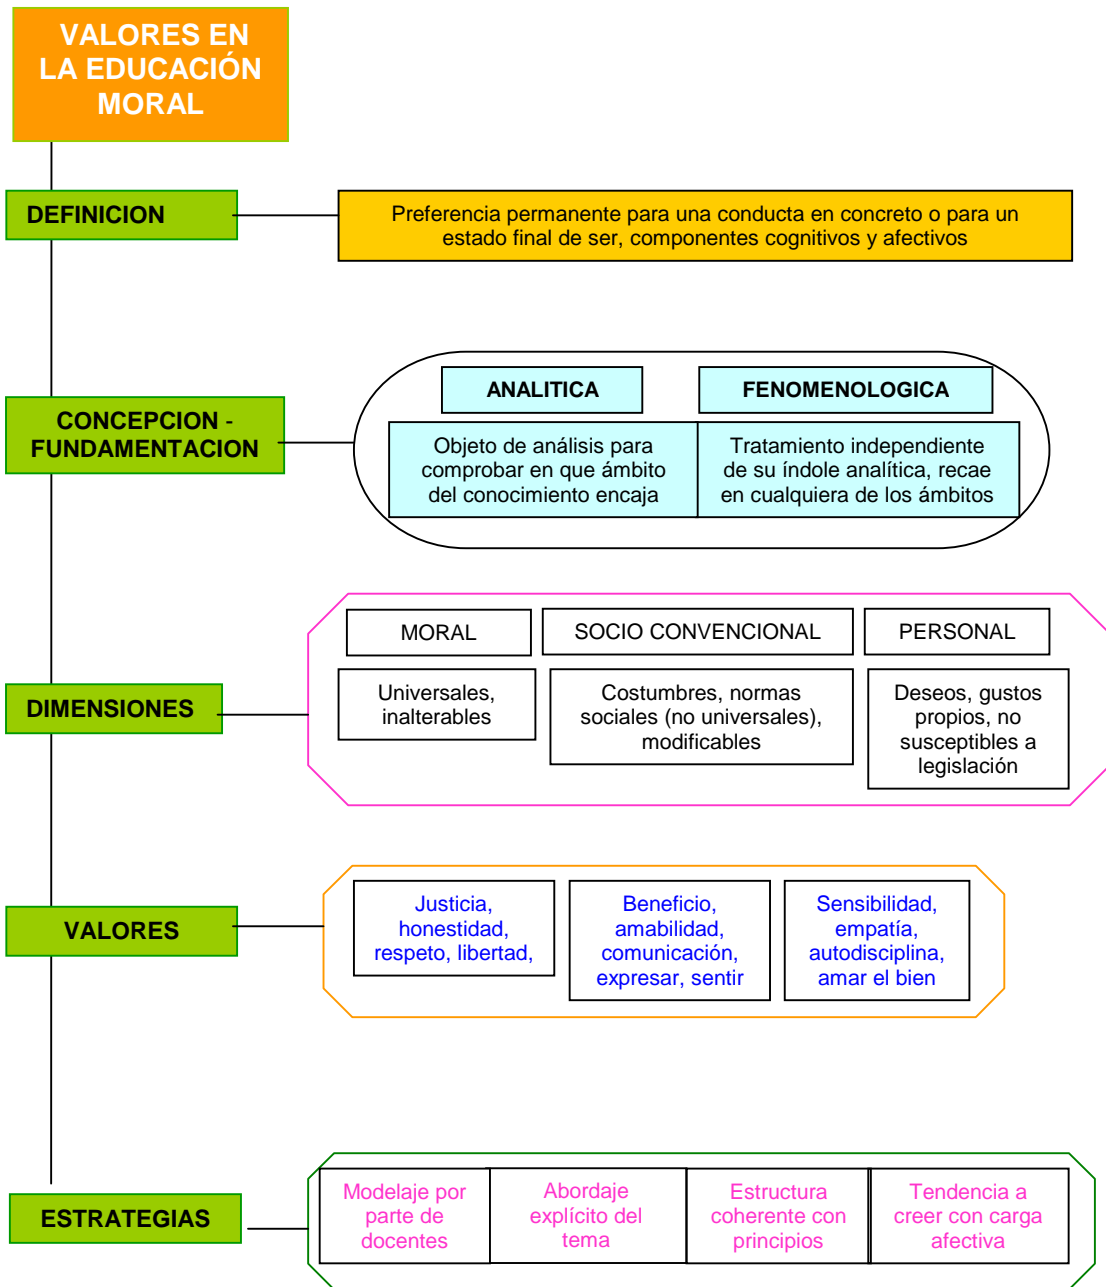 VALORES EN
LA EDUCACIÓN
MORAL
DEFINICION
Preferencia permanente para una conducta en concreto o para un
estado final de ser, componentes cognitivos y afectivos
CONCEPCION -
FUNDAMENTACION
ANALITICA
Objeto de análisis para
comprobar en que ámbito
del conocimiento encaja
FENOMENOLOGICA
Tratamiento independiente
de su índole analítica, recae
en cualquiera de los ámbitos
DIMENSIONES
MORAL
Universales,
inalterables
SOCIO CONVENCIONAL
Costumbres, normas
sociales (no universales),
modificables
PERSONAL
Deseos, gustos
propios, no
susceptibles a
legislación
VALORES
Justicia,
honestidad,
respeto, libertad,
Beneficio,
amabilidad,
comunicación,
expresar, sentir
Sensibilidad,
empatía,
autodisciplina,
amar el bien
ESTRATEGIAS
Modelaje por
parte de
docentes
Abordaje
explícito del
tema
Estructura
coherente con
principios
Tendencia a
creer con carga
afectiva